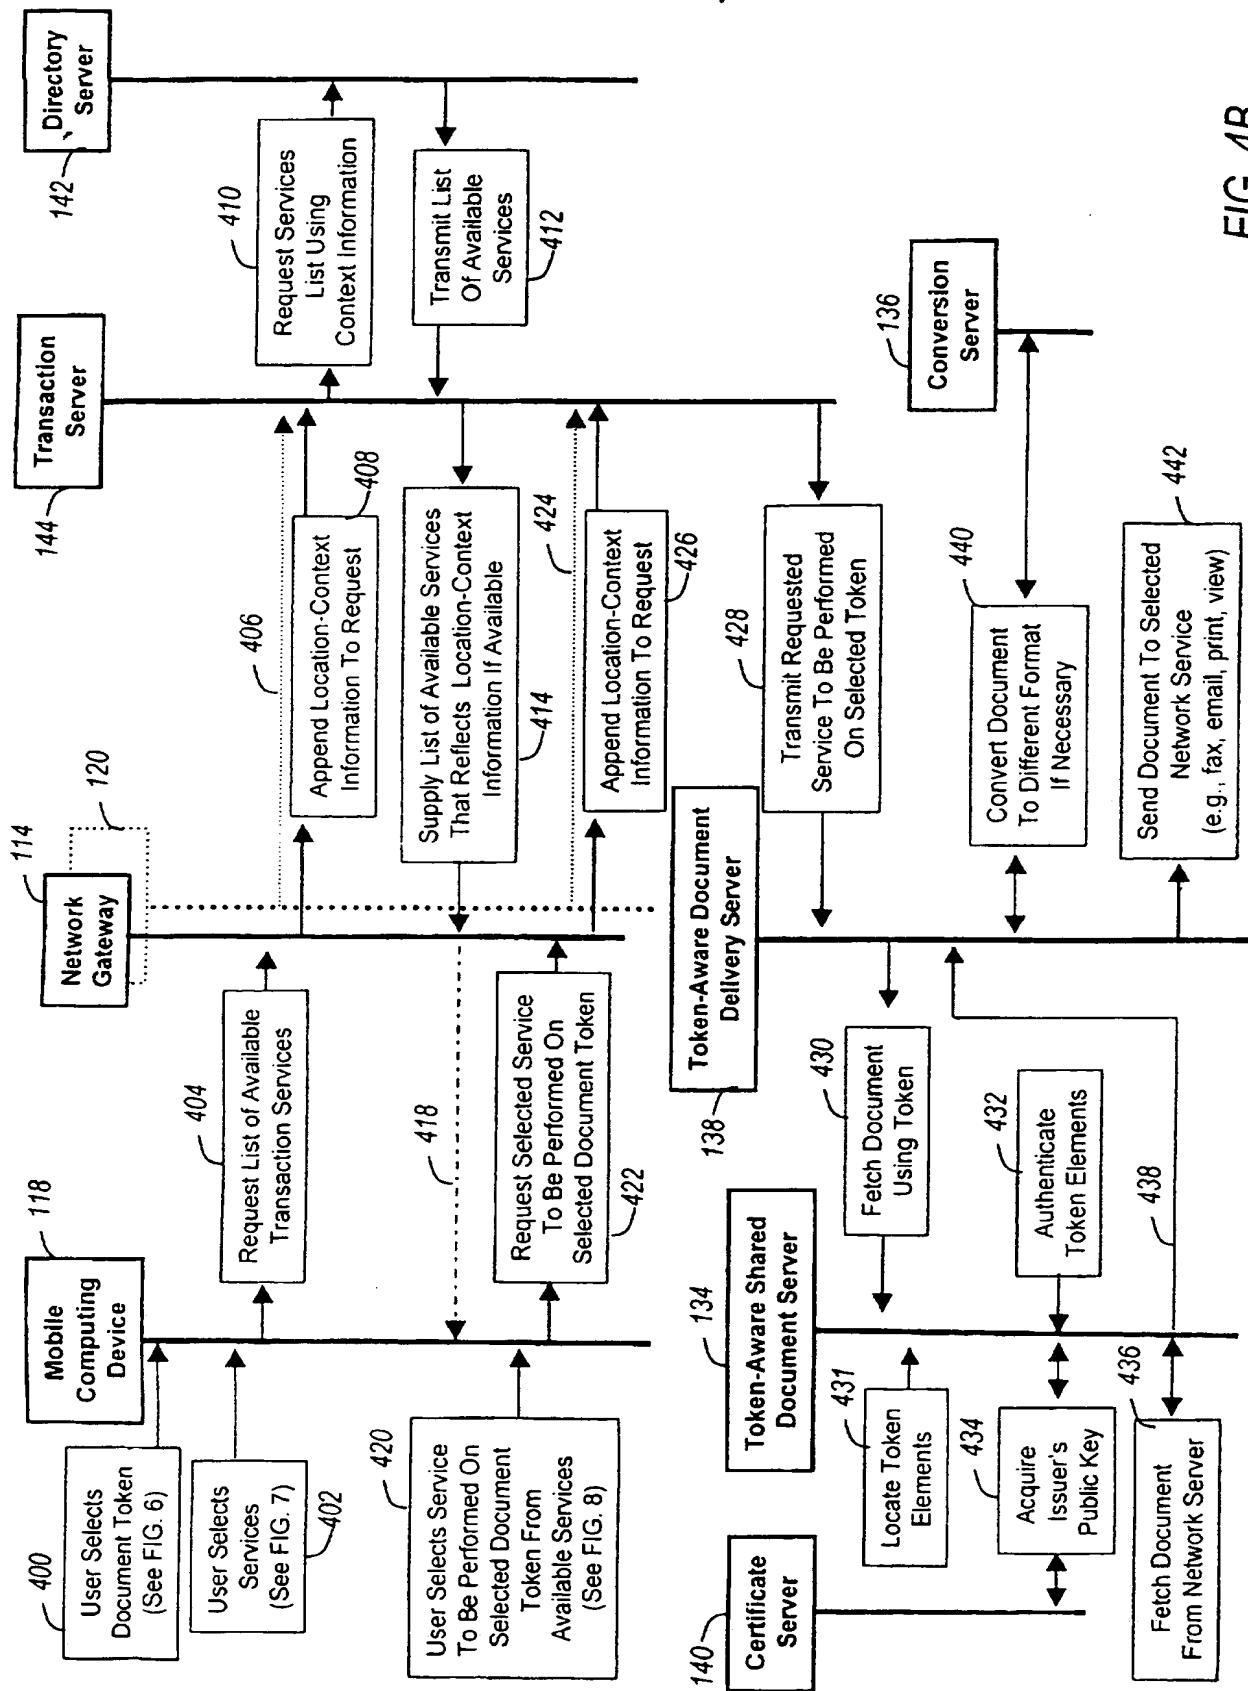 118
Mobile
Computing
Device
114
Network
Gateway
120
144
Transaction
Server
142
Directory
Server
400
User Selects
Document Token
(See FIG. 6)
User Selects
Services
(See FIG. 7)
402
404
Request List of Available
Transaction Services
406
Append Location-Context
Information To Request
408
410
Request Services
List Using
Context Information
Transmit List
Of Available
Services
412
Supply List of Available Services
That Reflects Location-Context
Information If Available
414
418
420
User Selects Service
To Be Performed On
Selected Document
Token From
Available Services
(See FIG. 8)
Request Selected Service
To Be Performed On
Selected Document Token
422
424
Append Location-Context
Information To Request
426
140
Certificate
Server
134
Token-Aware Shared
Document Server
138
Token-Aware Document
Delivery Server
136
Conversion
Server
Transmit Requested
Service To Be Performed
On Selected Token
428
430
Fetch Document
Using Token
431
Locate Token
Elements
432
Authenticate
Token Elements
434
Acquire
Issuer's
Public Key
436
Fetch Document
From Network Server
438
440
Convert Document
To Different Format
If Necessary
442
Send Document To Selected
Network Service
(e.g., fax, email, print, view)
FIG. 4B